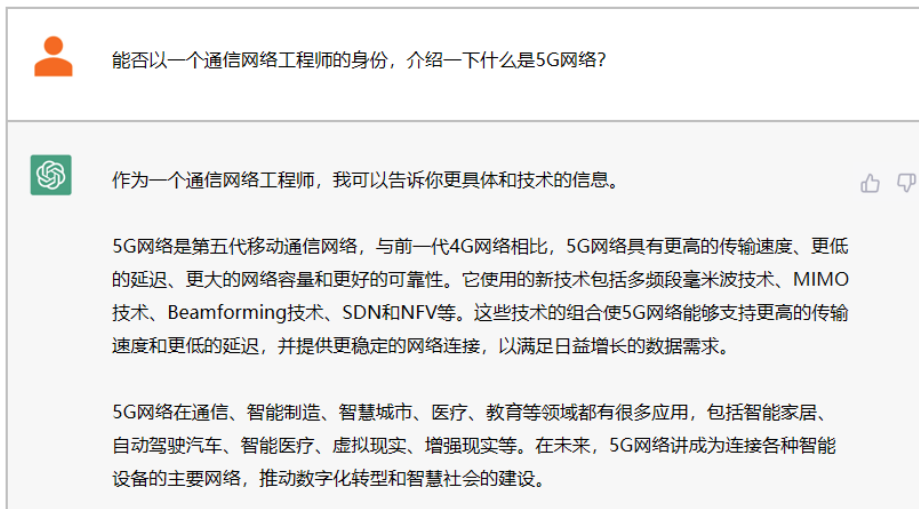 能否以一个通信网络工程师的身份，介绍一下什么是5G网络？
作为一个通信网络工程师，我可以告诉你更具体和技术的信息。
5G网络是第五代移动通信网络，与前一代4G网络相比，5G网络具有更高的传输速度、更低
的延迟、更大的网络容量和更好的可靠性。它使用的新技术包括多频段毫米波技术、MIMO
技术、Beamforming技术、SDN和NFV等。这些技术的组合使5G网络能够支持更高的传输
速度和更低的延迟，并提供更稳定的网络连接，以满足日益增长的数据需求。
5G网络在通信、智能制造、智慧城市、医疗、教育等领域都有很多应用，包括智能家居、
自动驾驶汽车、智能医疗、虚拟现实、增强现实等。在未来，5G网络讲成为连接各种智能
设备的主要网络，推动数字化转型和智慧社会的建设。